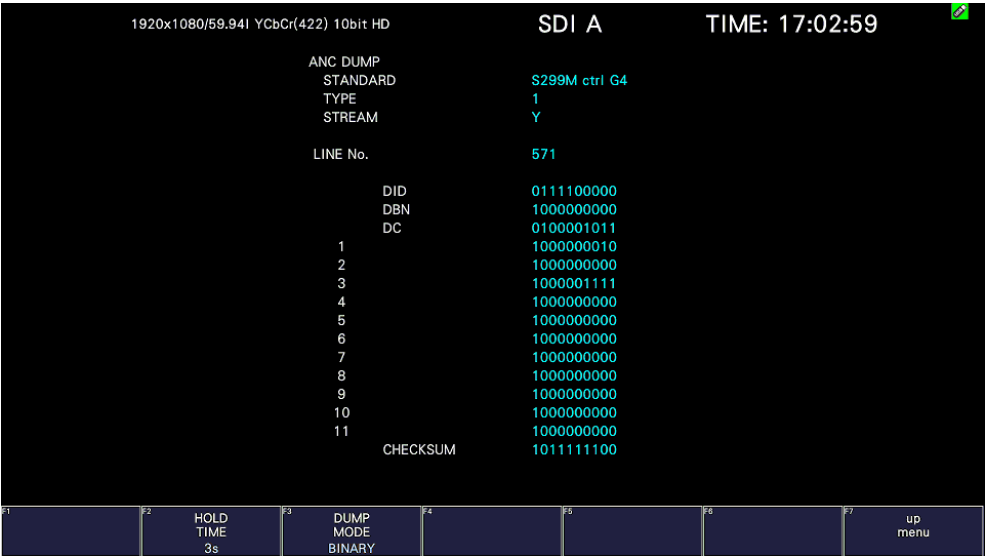 1920x1080/59.94I YCbCr(422) 10bit HD SDI A TIME: 17:02:59
ANC DUMP
STANDARD S299M ctrl G4
TYPE 1
STREAM Y
LINE No. 571
DID 0111100000
DBN 1000000000
DC 0100001011
1 1000000010
2 1000000000
3 1000001111
4 1000000000
5 1000000000
6 1000000000
7 1000000000
8 1000000000
9 1000000000
10 1000000000
11 1000000000
CHECKSUM 1011111100
F1 F2 HOLD TIME 3s F3 DUMP MODE BINARY F4 F5 F6 F7 up menu